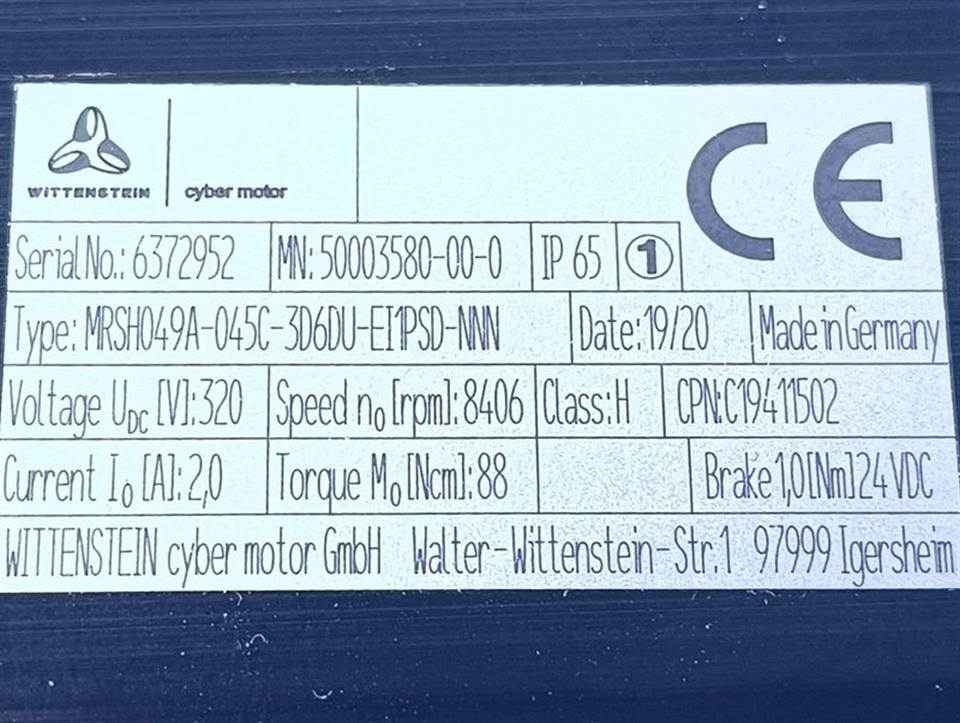 WITTENSTEIN cyber motor
CE
Serial No.: 6372952 MN: 50003580-00-0 IP 65 1
Type: MRSH049A-045C-3D6DU-EI1PSD-NNN Date: 19/20 Made in Germany
Voltage UDC [V]: 320 Speed n0 [rpm]: 8406 Class: H CPN: C19411502
Current I0 [A]: 2,0 Torque M0 [Ncm]: 88 Brake 1,0 [Nm] 24 VDC
WITTENSTEIN cyber motor GmbH Walter-Wittenstein-Str.1 97999 Igersheim